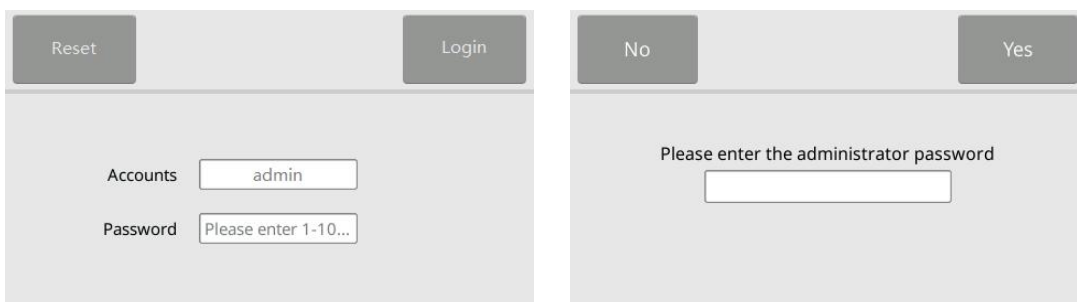 Reset
Login
Accounts
admin
Password
Please enter 1-10...
No
Yes
Please enter the administrator password